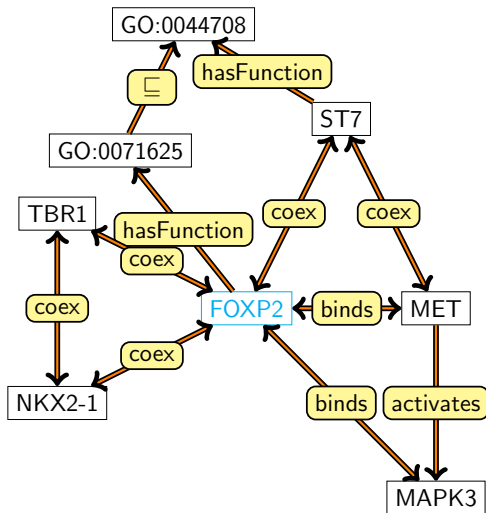 GO:0044708
hasFunction
⊑
ST7
GO:0071625
TBR1
coex
coex
hasFunction
coex
coex
FOXP2
binds
MET
coex
NKX2-1
binds
activates
MAPK3